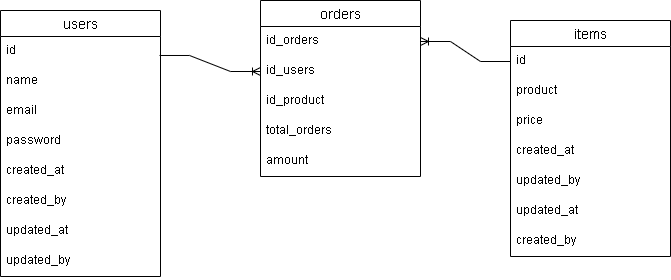 users
id
name
email
password
created_at
created_by
updated_at
updated_by
orders
id_orders
id_users
id_product
total_orders
amount
items
id
product
price
created_at
updated_by
updated_at
created_by